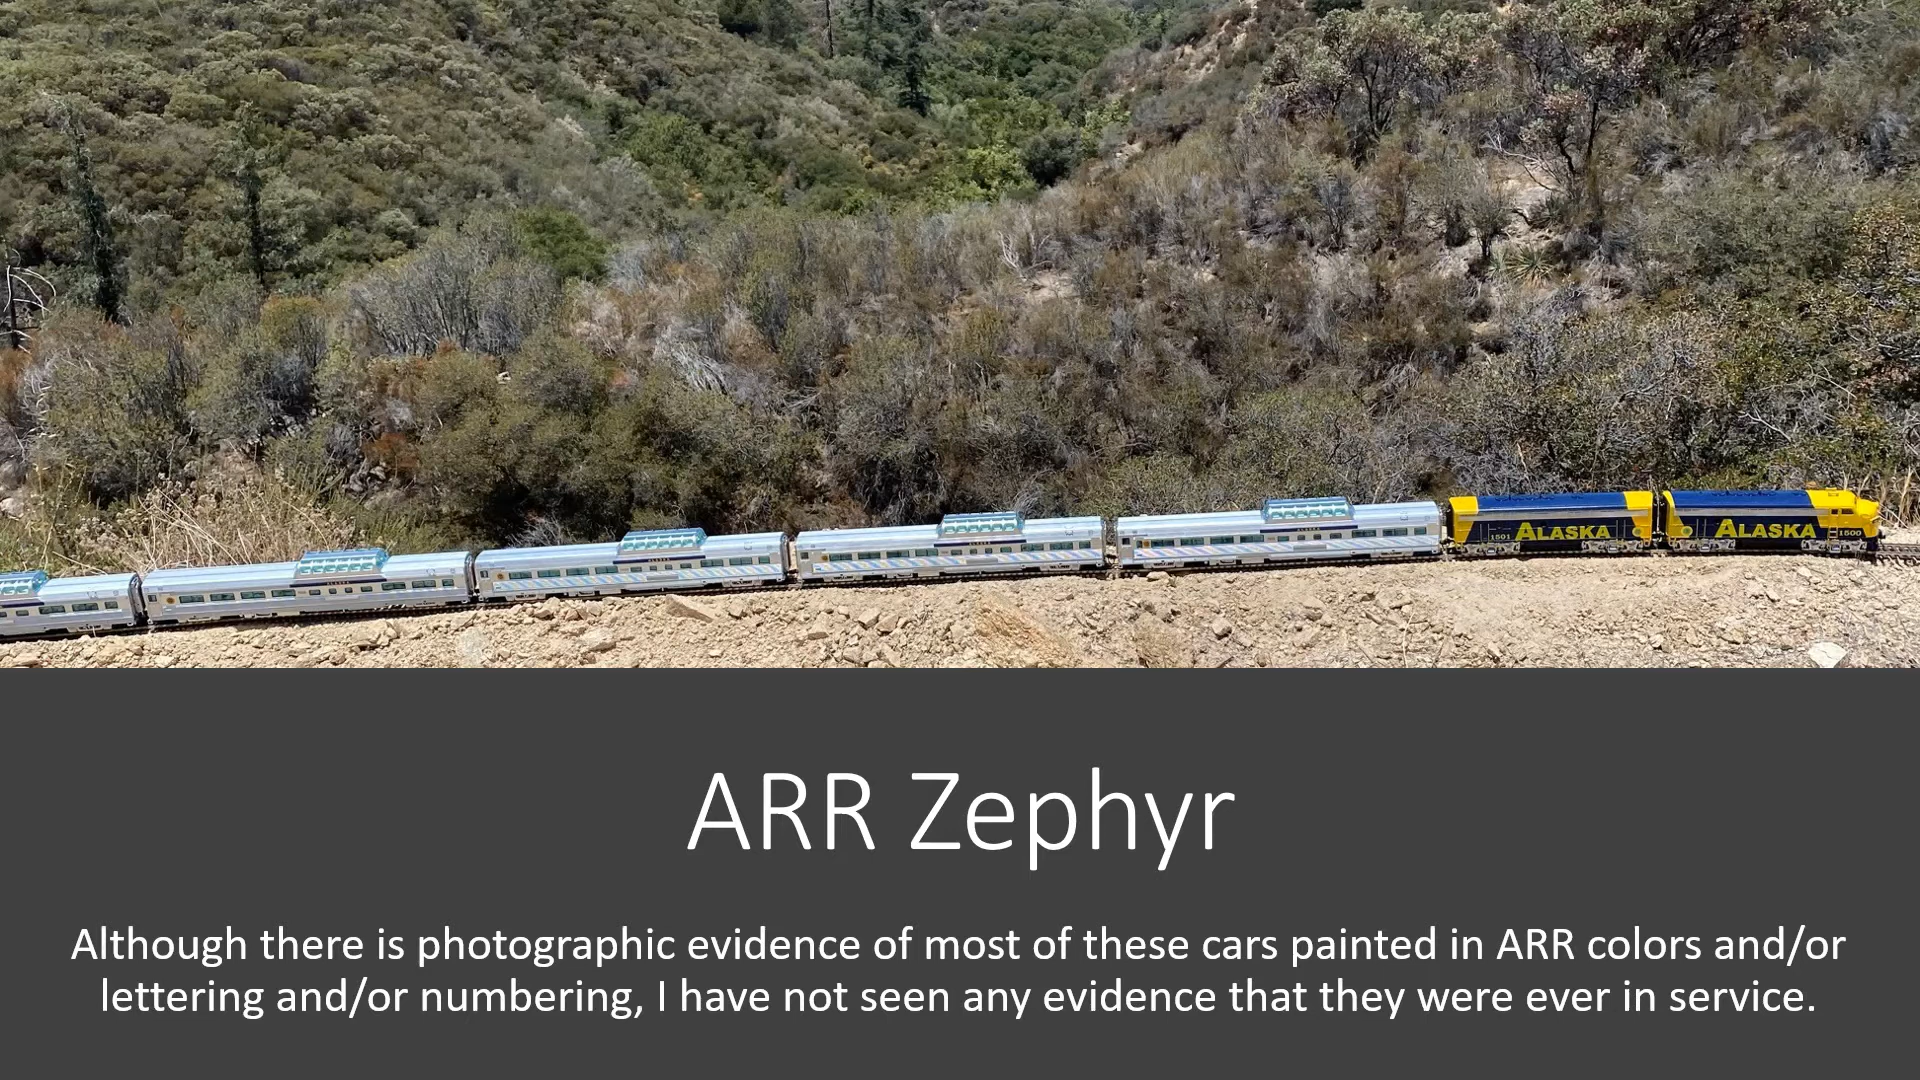 ALASKA
1501
ALASKA
1500
ARR Zephyr
Although there is photographic evidence of most of these cars painted in ARR colors and/or
lettering and/or numbering, I have not seen any evidence that they were ever in service.